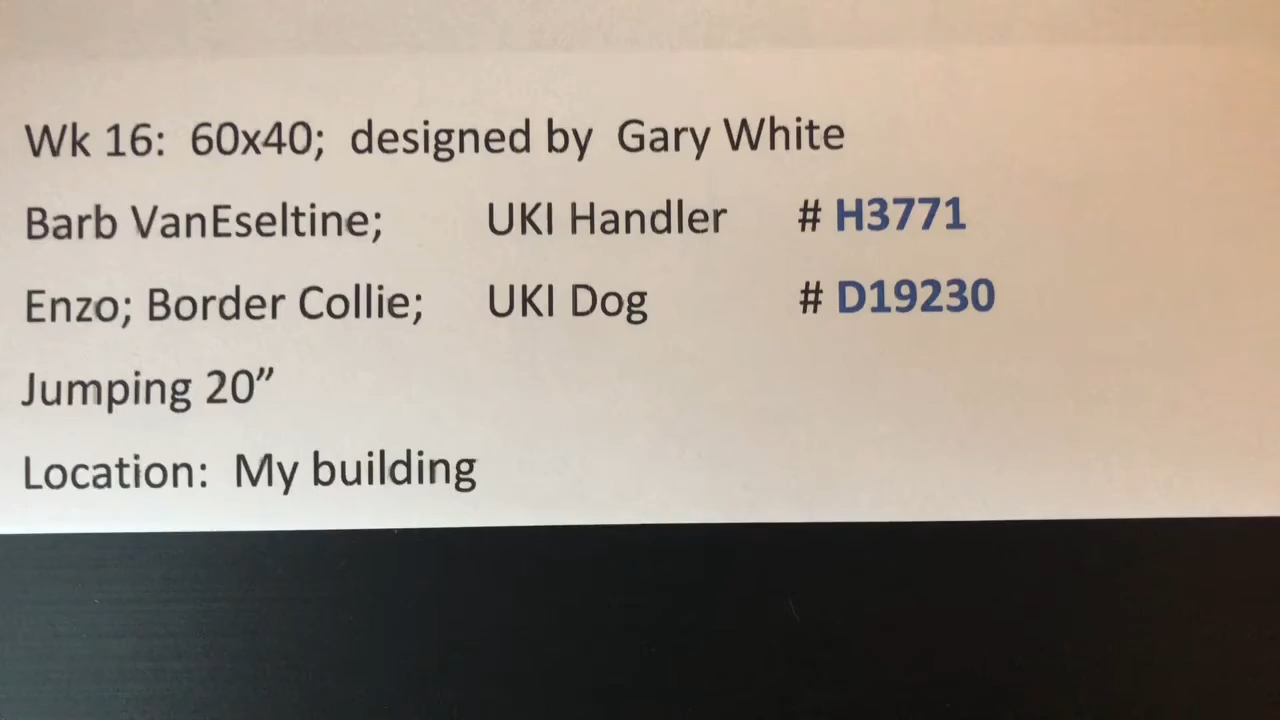 Wk 16: 60x40; designed by Gary White
Barb VanEseltine; UKI Handler # H3771
Enzo; Border Collie; UKI Dog # D19230
Jumping 20”
Location: My building